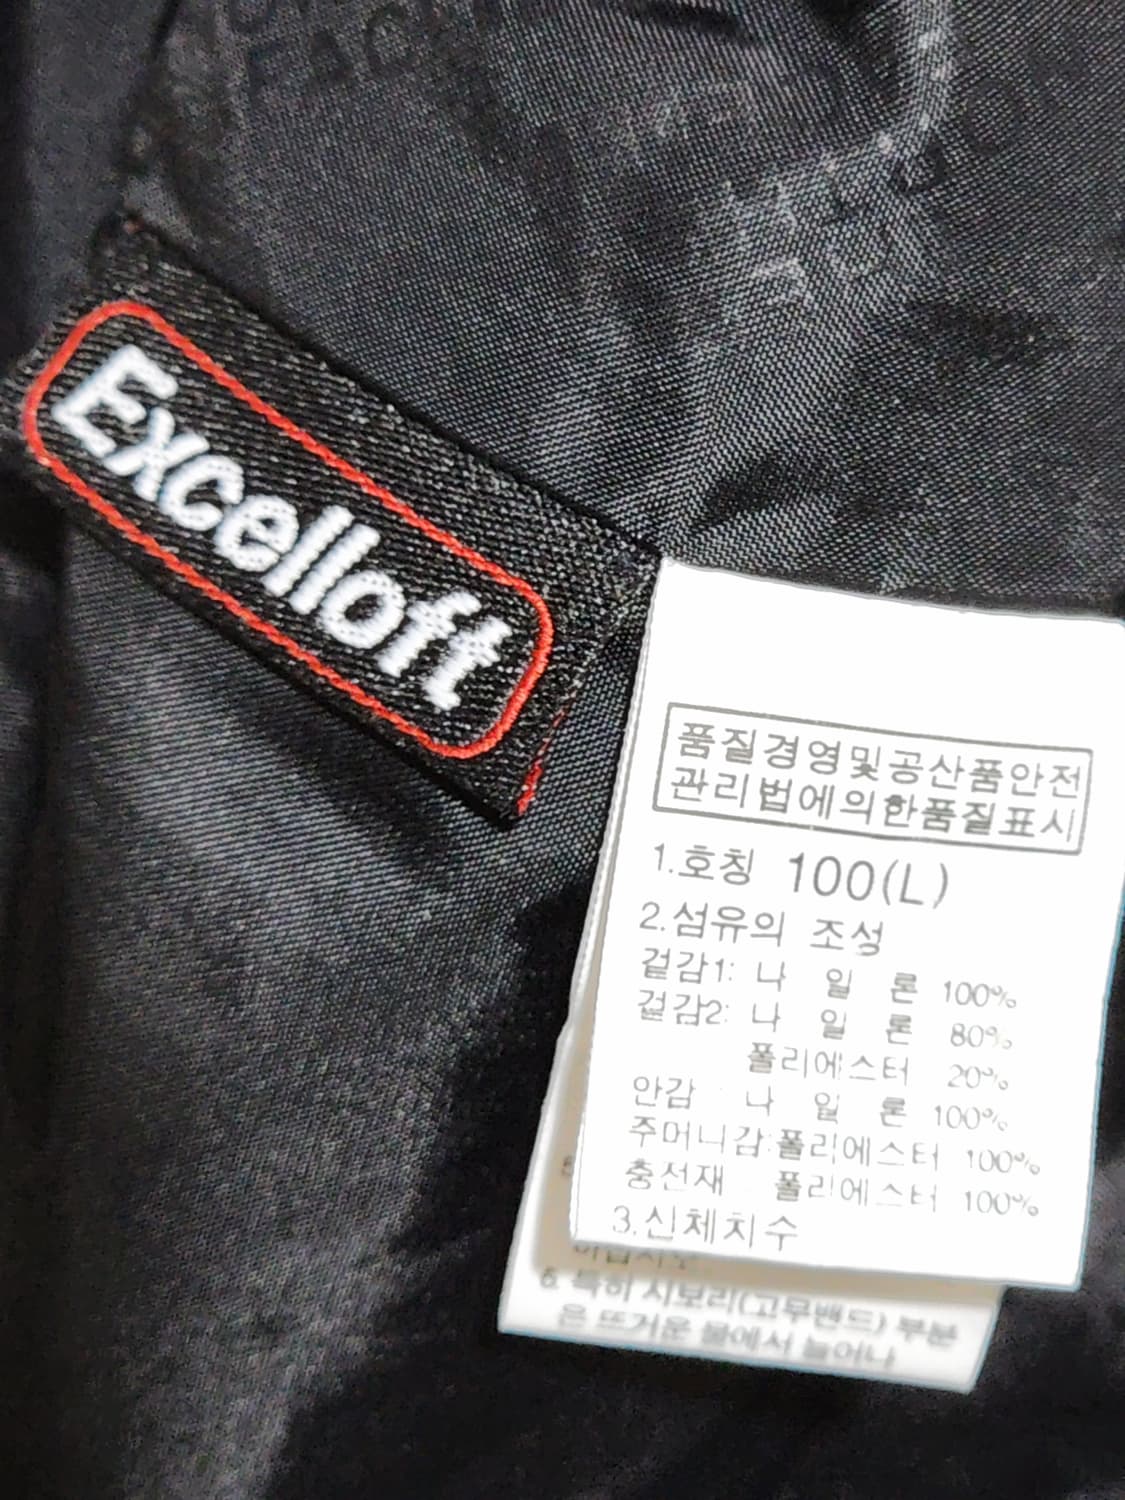 FAC
Excelloft
품질경영및공산품안전
관리법에의한품질표시
1.호칭 100(L)
2.섬유의 조성
겉감1: 나 일 론 100%
겉감2: 나 일 론 80%
폴리에스터 20%
안감 나 일 론 100%
주머니감:폴리에스터 100%
충전재 폴리에스터 100%
3.신체치수
6. 특히 시보리(고무밴드) 부분
은 뜨거운 물에서 늘어나